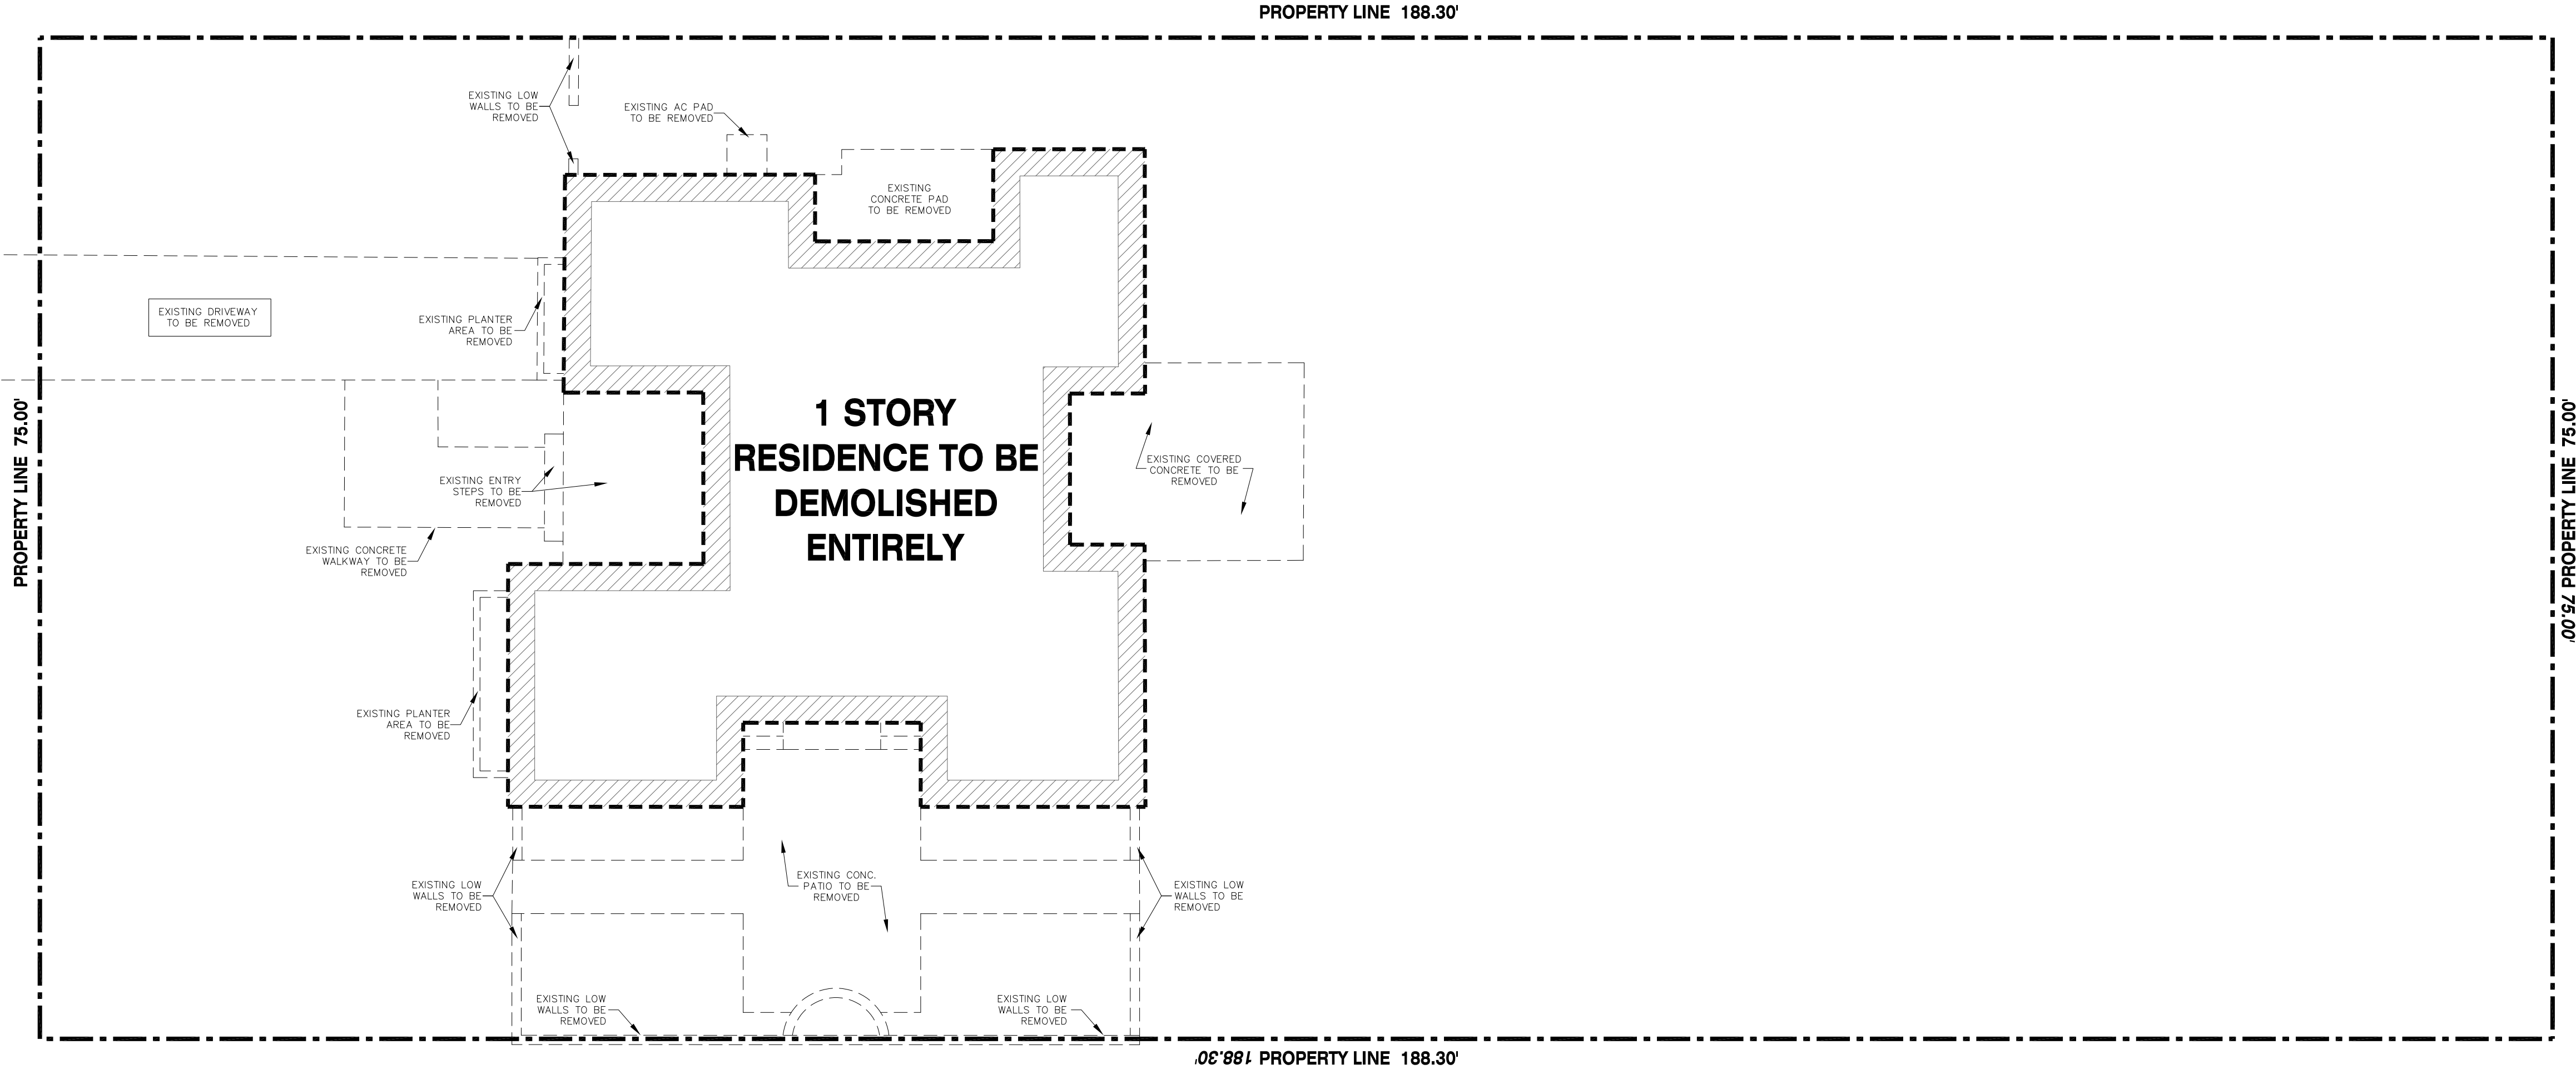 PROPERTY LINE 188.30'
EXISTING LOW
WALLS TO BE
REMOVED
EXISTING AC PAD
TO BE REMOVED
EXISTING
CONCRETE PAD
TO BE REMOVED
EXISTING DRIVEWAY
TO BE REMOVED
EXISTING PLANTER
AREA TO BE
REMOVED
PROPERTY LINE 75.00'
1 STORY
RESIDENCE TO BE
DEMOLISHED
ENTIRELY
EXISTING COVERED
CONCRETE TO BE
REMOVED
75.00' PROPERTY LINE 75.00'
EXISTING ENTRY
STEPS TO BE
REMOVED
EXISTING CONCRETE
WALKWAY TO BE
REMOVED
EXISTING PLANTER
AREA TO BE
REMOVED
EXISTING LOW
WALLS TO BE
REMOVED
EXISTING CONC.
PATIO TO BE
REMOVED
EXISTING LOW
WALLS TO BE
REMOVED
EXISTING LOW
WALLS TO BE
REMOVED
EXISTING LOW
WALLS TO BE
REMOVED
188.30' PROPERTY LINE 188.30'